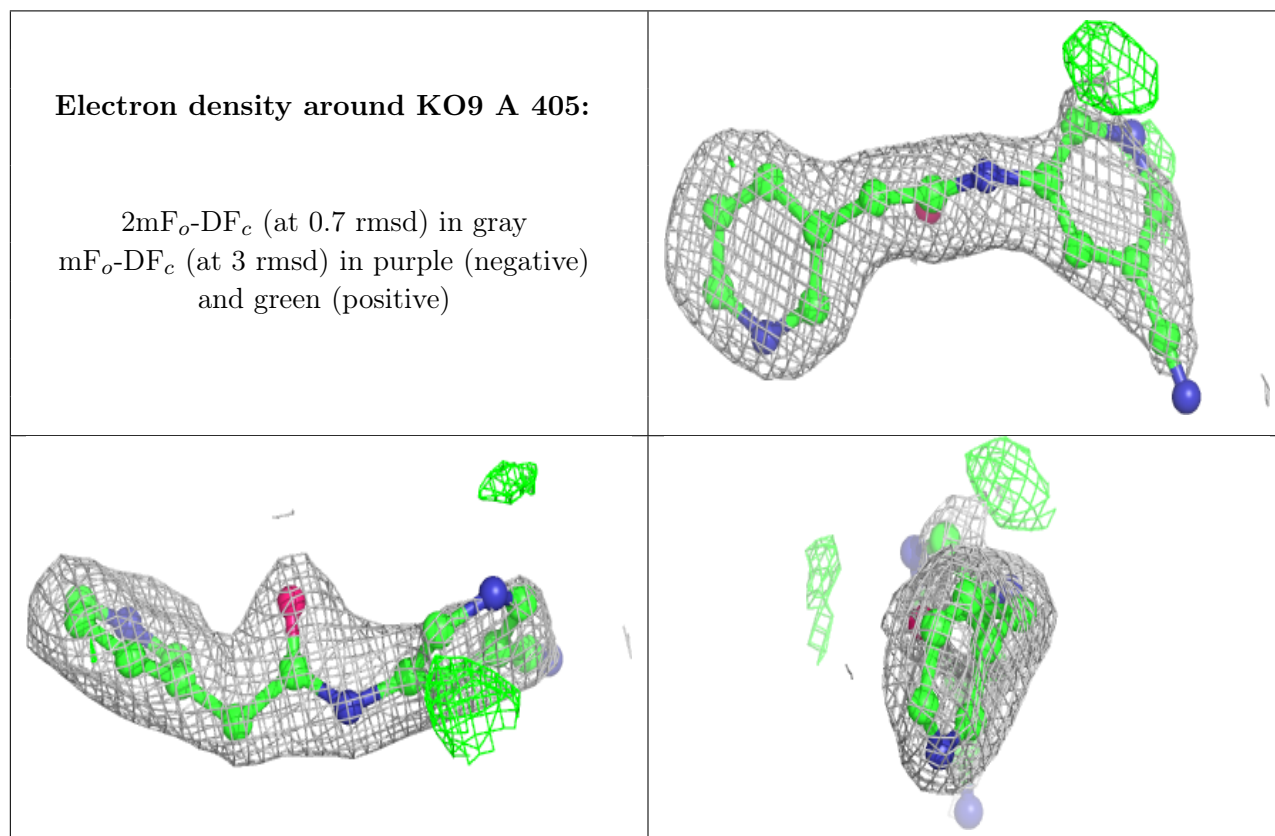 Electron density around KO9 A 405:
2mFo-DFc (at 0.7 rmsd) in gray
mFo-DFc (at 3 rmsd) in purple (negative)
and green (positive)